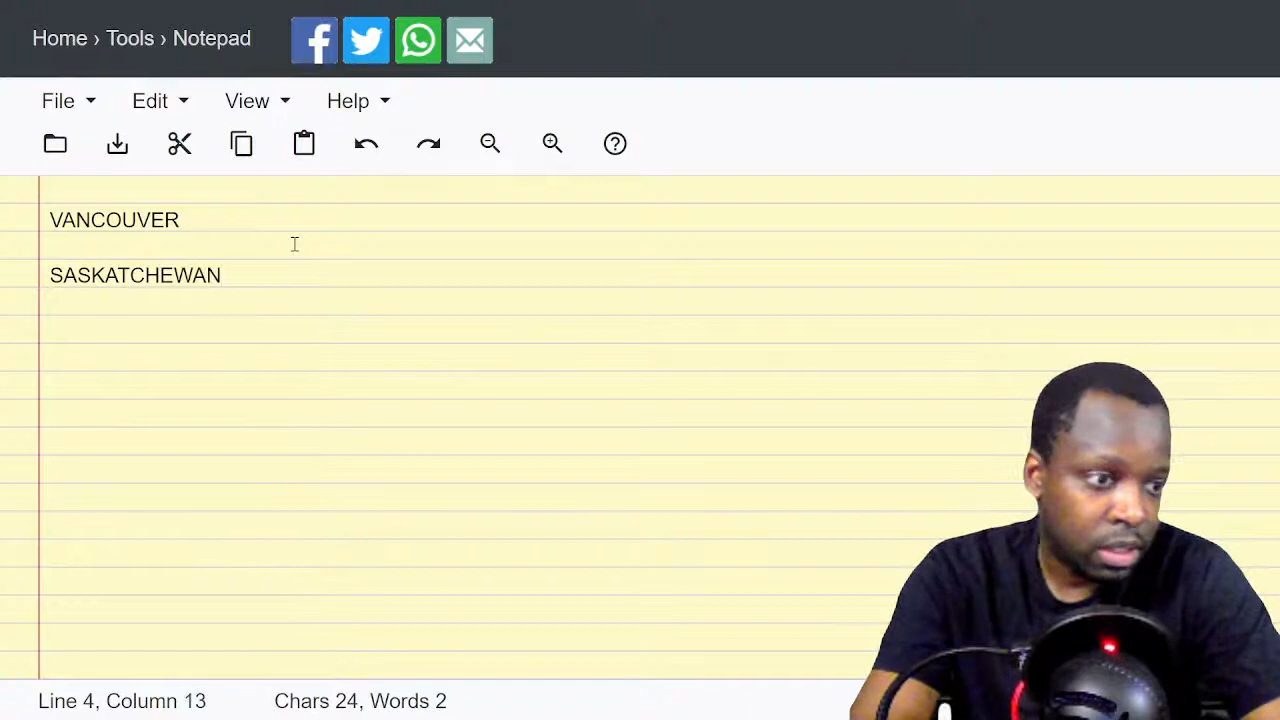 Home › Tools › Notepad
File Edit View Help
VANCOUVER
SASKATCHEWAN
Line 4, Column 13 Chars 24, Words 2